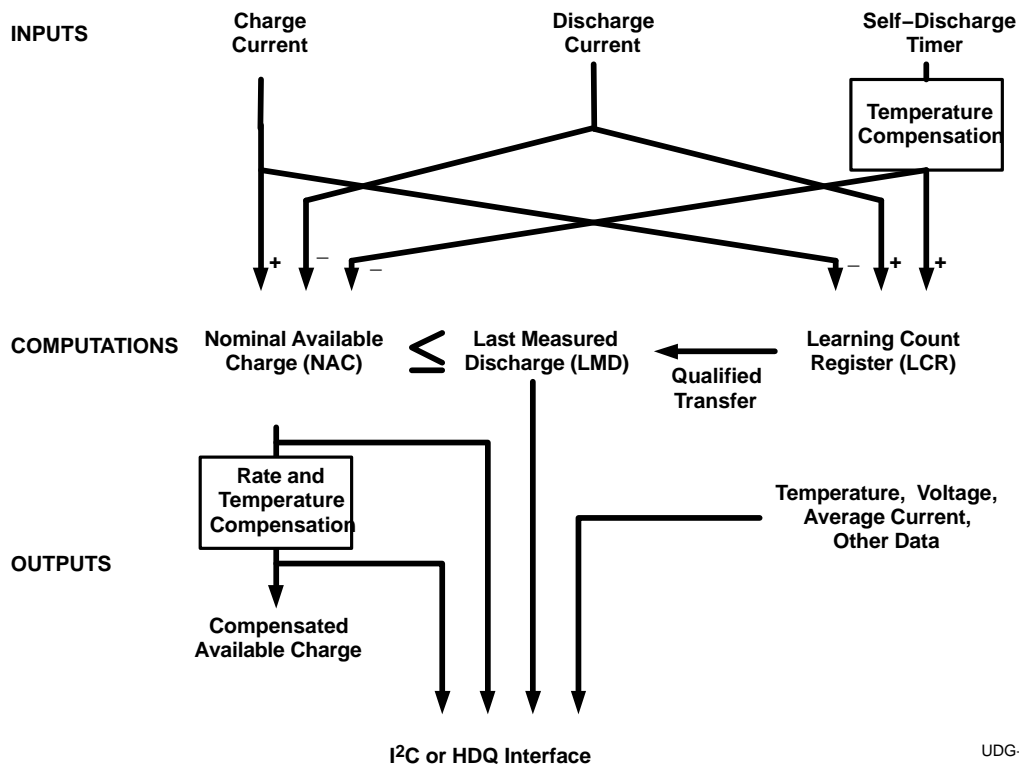 INPUTS
Charge
Current
Discharge
Current
Self−Discharge
Timer
Temperature
Compensation
+
−
−
−
+
+
COMPUTATIONS
Nominal Available
Charge (NAC)
≤
Last Measured
Discharge (LMD)
Qualified
Transfer
Learning Count
Register (LCR)
Rate and
Temperature
Compensation
Temperature, Voltage,
Average Current,
Other Data
OUTPUTS
Compensated
Available Charge
I²C or HDQ Interface
UDG-